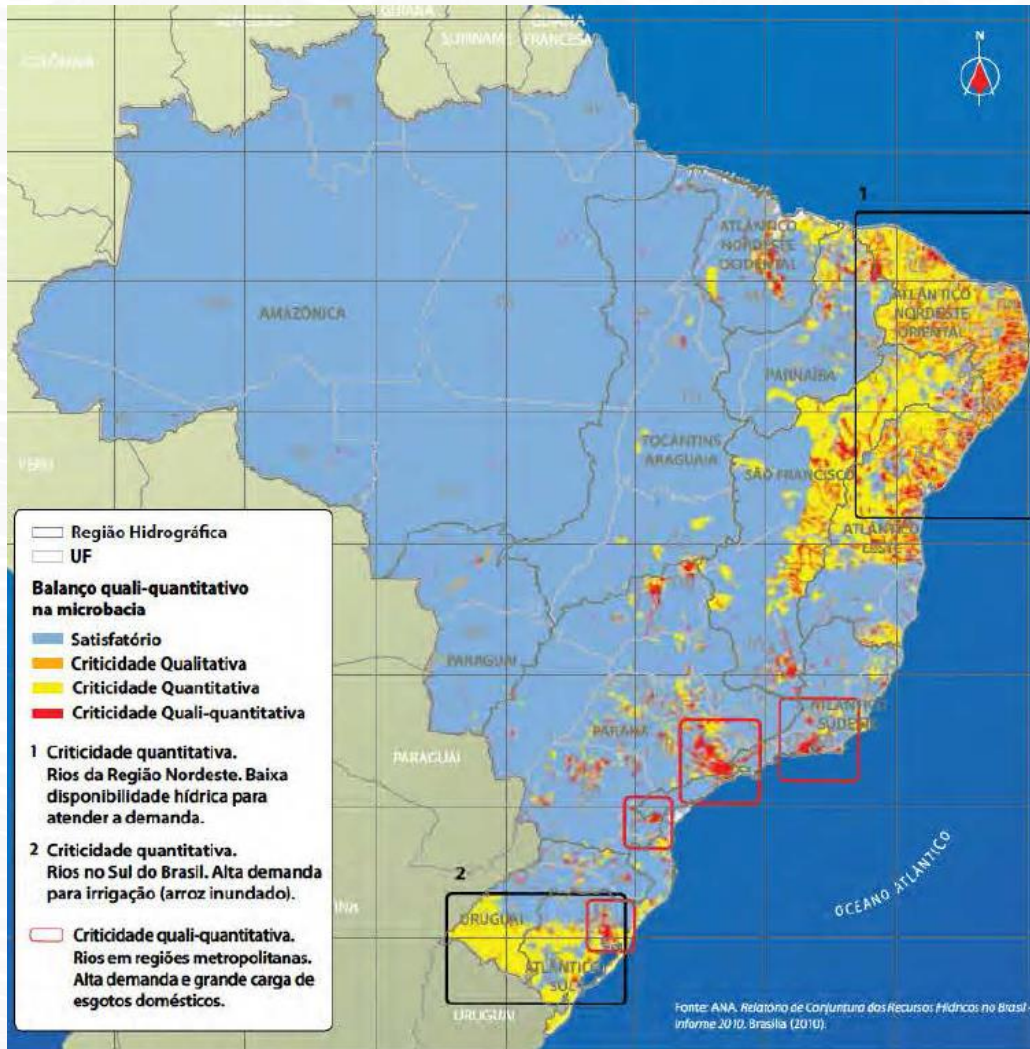 COLÔMBIA
GUIANA
SURINAME
GUIANA
FRANCESA
N
1
ATLÂNTICO
NORDESTE
OCIDENTAL
ATLÂNTICO
NORDESTE
ORIENTAL
AMAZÔNICA
PARNAÍBA
TOCANTINS
ARAGUAIA
SÃO FRANCISCO
PERU
ATLÂNTICO
LESTE
Região Hidrográfica
UF
Balanço quali-quantitativo
na microbacia
Satisfatório
Criticidade Qualitativa
Criticidade Quantitativa
Criticidade Quali-quantitativa
1 Criticidade quantitativa.
Rios da Região Nordeste. Baixa
disponibilidade hídrica para
atender a demanda.
2 Criticidade quantitativa.
Rios no Sul do Brasil. Alta demanda
para irrigação (arroz inundado).
Criticidade quali-quantitativa.
Rios em regiões metropolitanas.
Alta demanda e grande carga de
esgotos domésticos.
PARAGUAI
PARANÁ
ATLÂNTICO
SUDESTE
PARAGUAI
2
URUGUAI
ATLÂNTICO
SUL
URUGUAI
OCEANO ATLÂNTICO
Fonte: ANA. Relatório de Conjuntura dos Recursos Hídricos no Brasil -
Informe 2010. Brasília (2010).